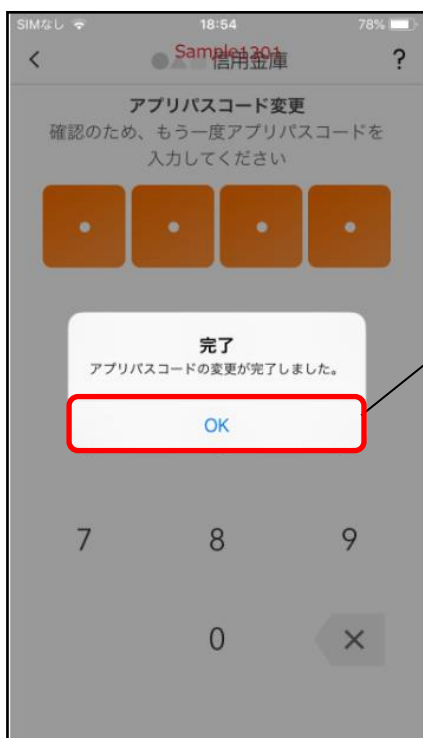 SIMなし 18:54 78%
Sample1201
●▲■信用金庫
?
アプリパスコード変更
確認のため、もう一度アプリパスコードを
入力してください
完了
アプリパスコードの変更が完了しました。
OK
7 8 9
0